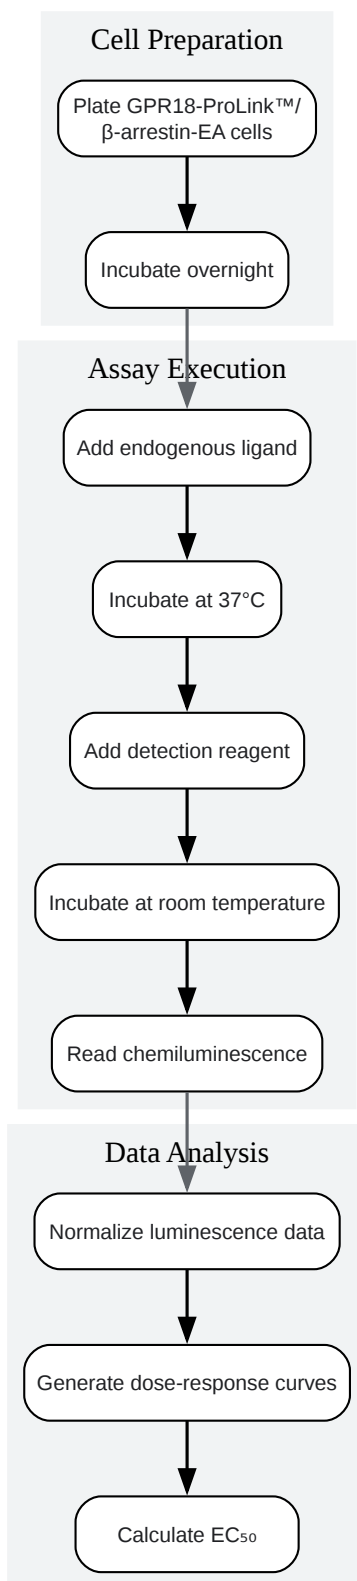 Cell Preparation
Plate GPR18-ProLink™/
β-arrestin-EA cells
Incubate overnight
Assay Execution
Add endogenous ligand
Incubate at 37°C
Add detection reagent
Incubate at room temperature
Read chemiluminescence
Data Analysis
Normalize luminescence data
Generate dose-response curves
Calculate EC₅₀